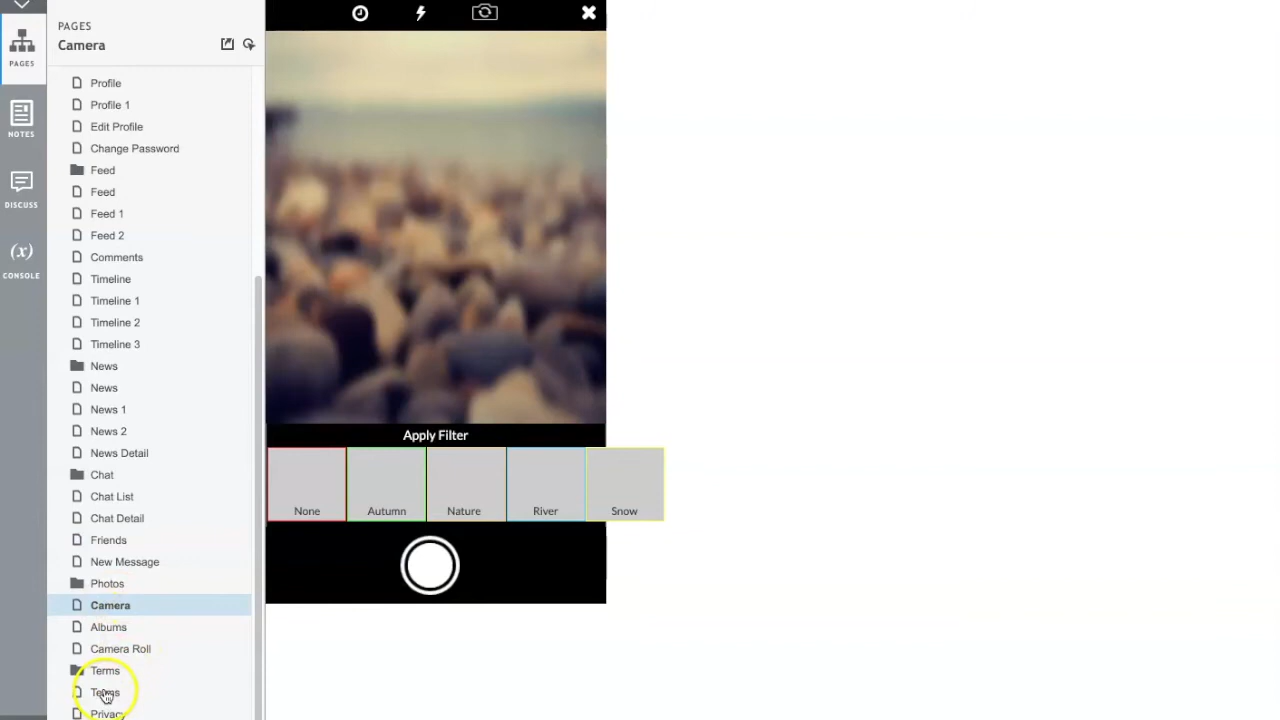 PAGES
Camera
PAGES
NOTES
DISCUSS
(x)
CONSOLE
Profile
Profile 1
Edit Profile
Change Password
Feed
Feed
Feed 1
Feed 2
Comments
Timeline
Timeline 1
Timeline 2
Timeline 3
News
News
News 1
News 2
News Detail
Chat
Chat List
Chat Detail
Friends
New Message
Photos
Camera
Albums
Camera Roll
Terms
Terms
Privacy
Apply Filter
None
Autumn
Nature
River
Snow